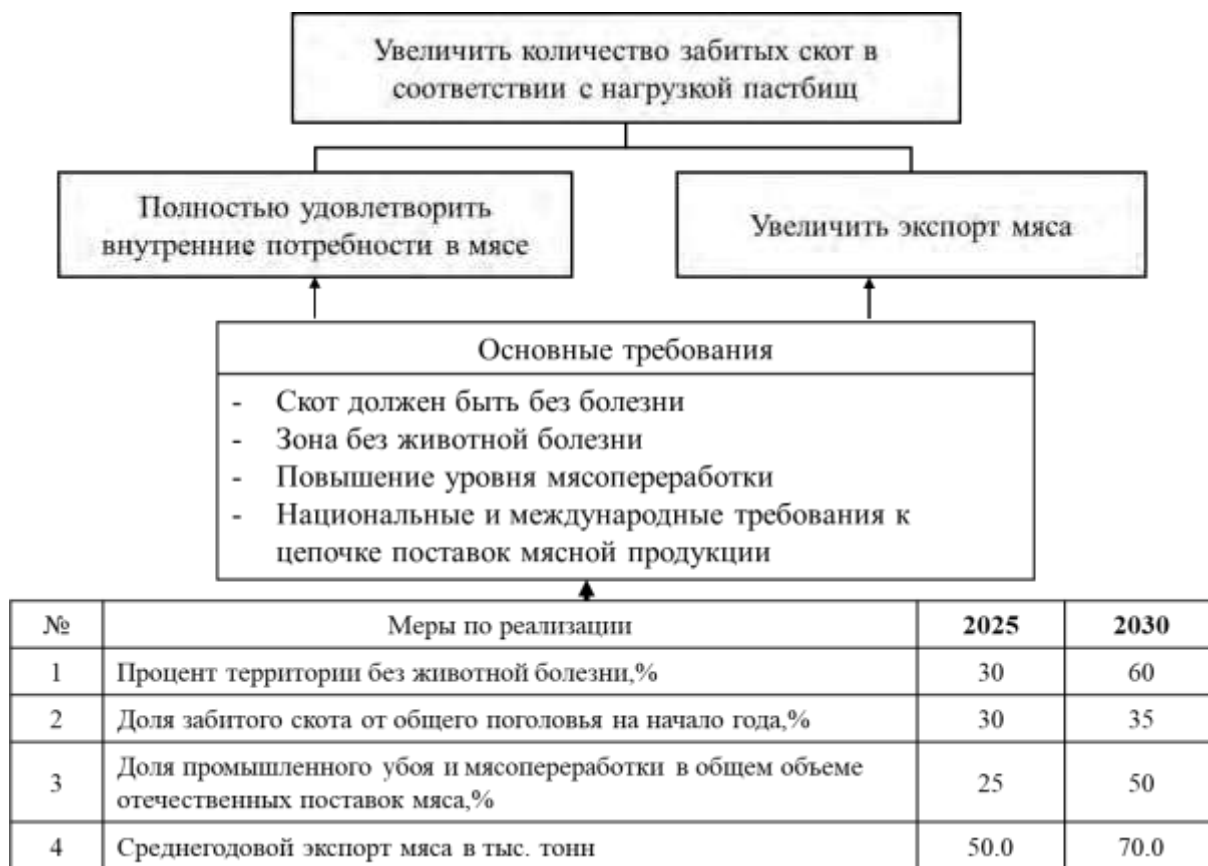 Увеличить количество забитых скот в
соответствии с нагрузкой пастбищ
Полностью удовлетворить
внутренние потребности в мясе
Увеличить экспорт мяса
Основные требования
- Скот должен быть без болезни
- Зона без животной болезни
- Повышение уровня мясопереработки
- Национальные и международные требования к
цепочке поставок мясной продукции
№ Меры по реализации 2025 2030
1 Процент территории без животной болезни,% 30 60
2 Доля забитого скота от общего поголовья на начало года,% 30 35
3 Доля промышленного убоя и мясопереработки в общем объеме
отечественных поставок мяса,% 25 50
4 Среднегодовой экспорт мяса в тыс. тонн 50.0 70.0